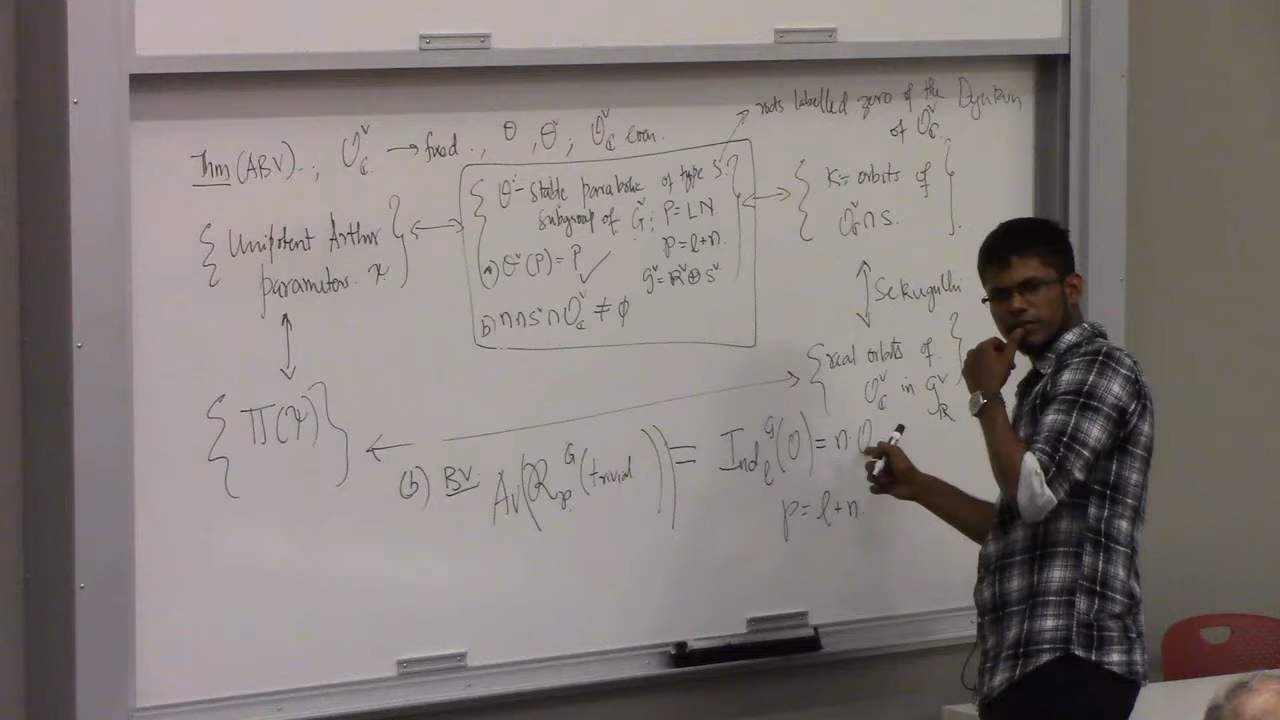 roots labelled zero of the Dynkin
of O^∨_ℂ
Thm (ABV). ; O^∨_ℂ → fixed . , θ, θ^∨; O^∨_ℂ even.
{ Unipotent Arthur
parameters. }
↔
{ θ^∨-stable parabolic of type S.
subgroup of G^∨; P=LN
a) θ^∨(P) = P ✓ p = l+n.
g^∨ = k^∨ ⊕ s^∨
b) n∩s^∨∩O^∨_ℂ ≠ ϕ }
↔
{ K- orbits of
O^∨_ℂ ∩ s. }
↕ Sekuguchi
{ real orbits of
O^∨_ℂ in g^∨_ℝ }
↕
{ Π(ψ) }
(b) BV: AV(R^G_p (trivial)) = Ind^G_l (0) = n
p = l+n.